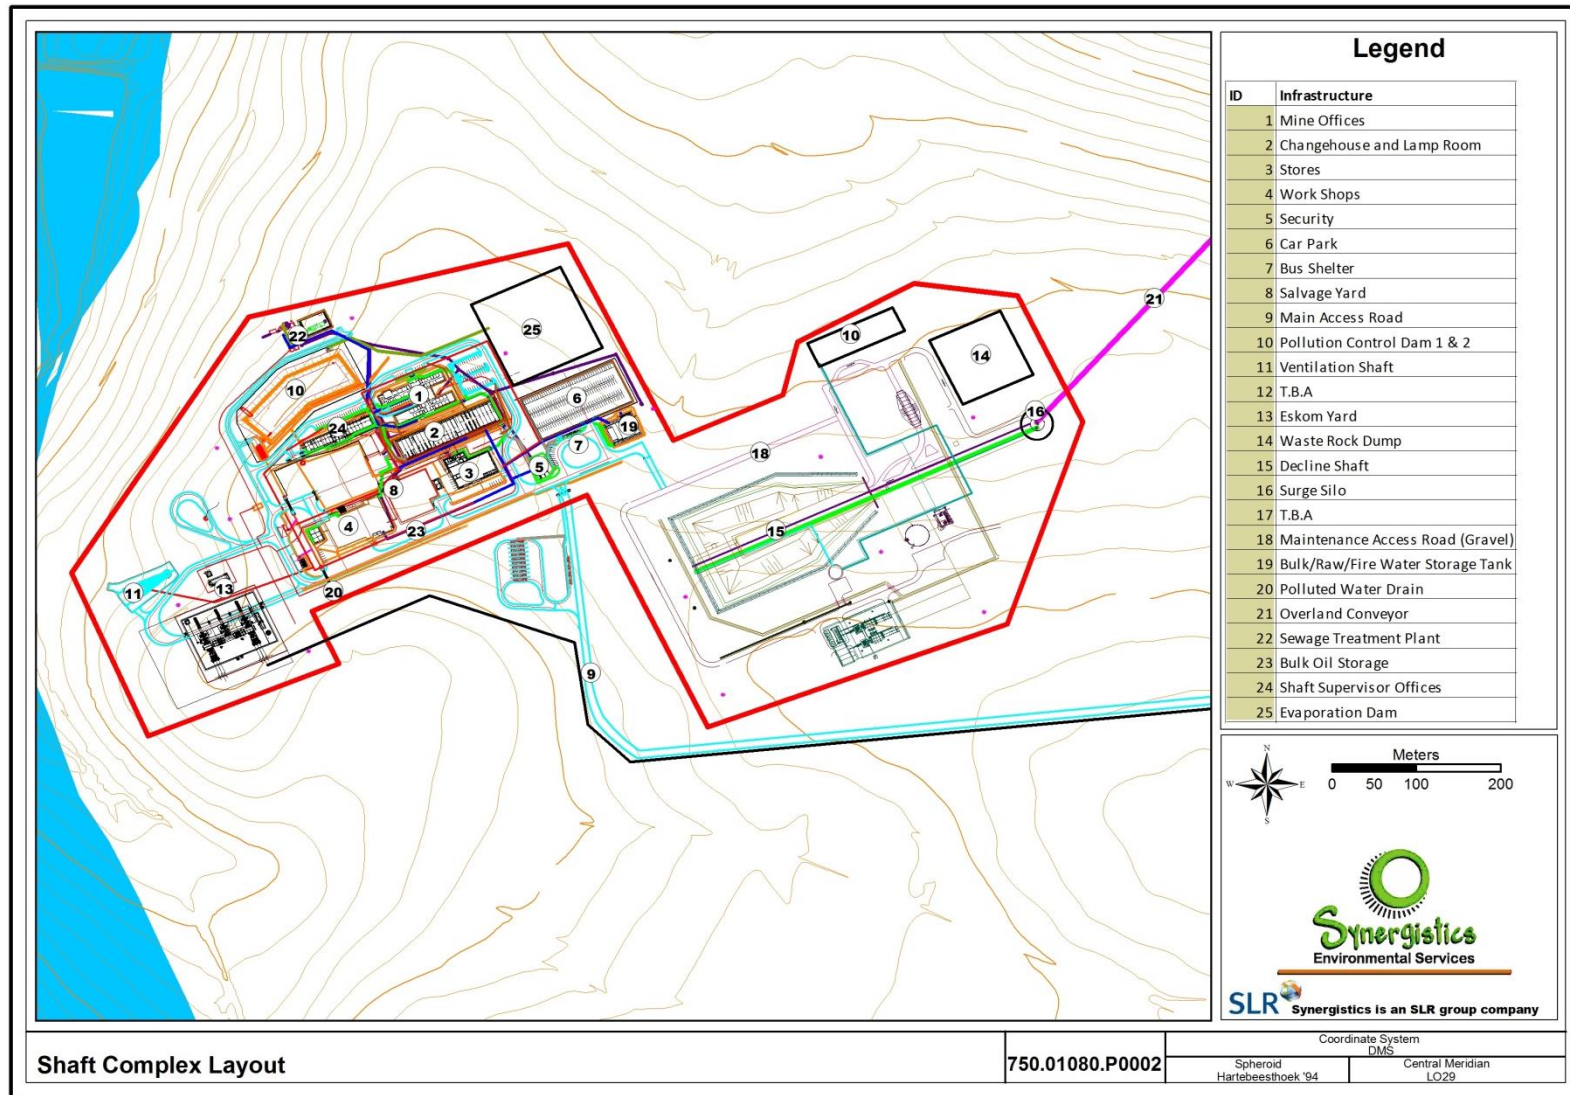 22
25
10
1
24
2
6
19
7
3
5
8
4
23
11
13
20
9
10
14
21
16
18
15
Legend
ID Infrastructure
1 Mine Offices
2 Changehouse and Lamp Room
3 Stores
4 Work Shops
5 Security
6 Car Park
7 Bus Shelter
8 Salvage Yard
9 Main Access Road
10 Pollution Control Dam 1 & 2
11 Ventilation Shaft
12 T.B.A
13 Eskom Yard
14 Waste Rock Dump
15 Decline Shaft
16 Surge Silo
17 T.B.A
18 Maintenance Access Road (Gravel)
19 Bulk/Raw/Fire Water Storage Tank
20 Polluted Water Drain
21 Overland Conveyor
22 Sewage Treatment Plant
23 Bulk Oil Storage
24 Shaft Supervisor Offices
25 Evaporation Dam
N
W E
S
Meters
0 50 100 200
Synergistics
Environmental Services
SLR Synergistics is an SLR group company
Shaft Complex Layout
750.01080.P0002
Coordinate System
DMS
Spheroid
Hartebeesthoek '94
Central Meridian
LO29